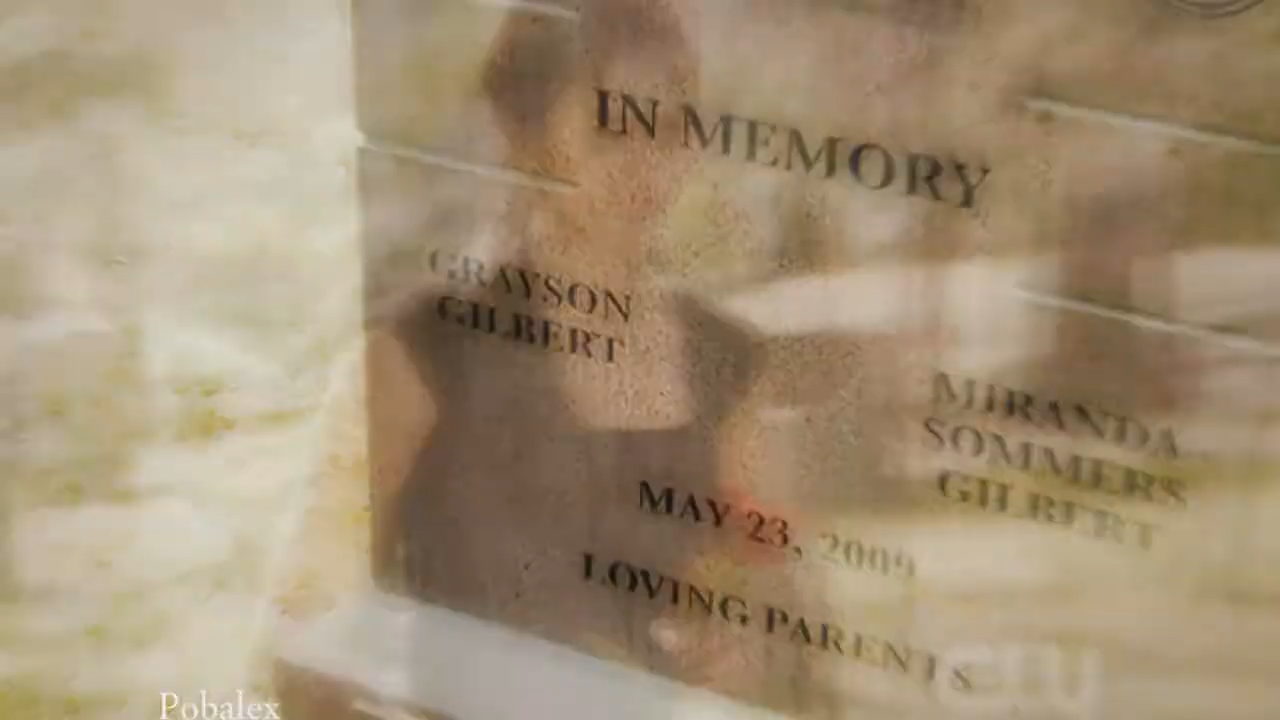 IN MEMORY
GRAYSON
GILBERT
MIRANDA
SOMMERS
GILBERT
MAY 23, 2009
LOVING PARENTS
Pobalex